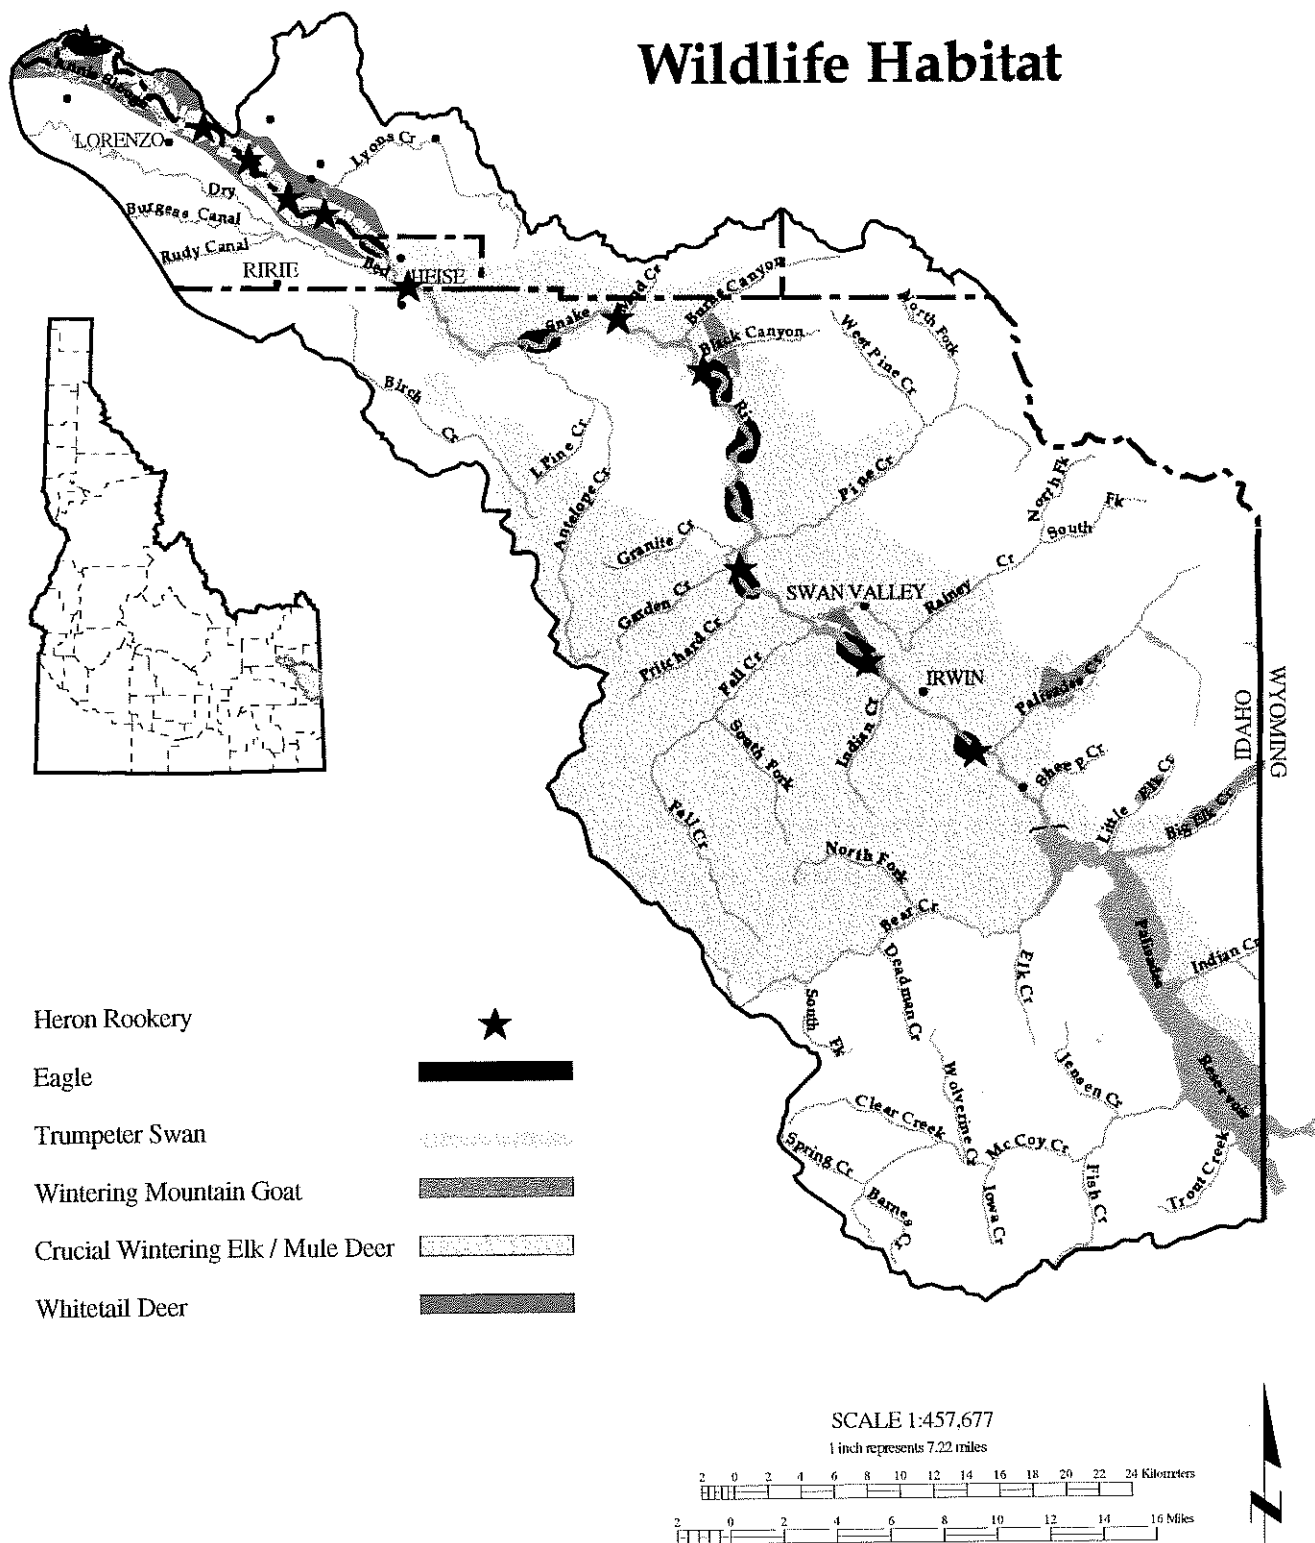 Wildlife Habitat
Annis Slough
LORENZO
Lyons Cr
Dry
Bed
Burgess Canal
Rudy Canal
RIRIE
HEISE
Snake
River
Burns Canyon
Black Canyon
North Fork
West Pine Cr
Birch
Cr
Pine Cr
Antelope Cr
Pine Cr
North Fk
South
Fk
Granite Cr
Garden Cr
SWAN VALLEY
Rainey
Cr
Pritchard Cr
Fall Cr
IRWIN
Palisades Cr
IDAHO
WYOMING
Indian Cr
South Fork
Fall Cr
Sheep Cr
Little
Elk Cr
Big Elk Cr
North Fork
Bear Cr
Palisades
Reservoir
Indian Cr
Elk Cr
Deadman Cr
South
Fk
Jensen Cr
Wolverine Cr
Clear Creek
McCoy Cr
Spring Cr
Barnes Cr
Iowa Cr
Fish Cr
Trout Creek
Heron Rookery
Eagle
Trumpeter Swan
Wintering Mountain Goat
Crucial Wintering Elk / Mule Deer
Whitetail Deer
SCALE 1:457,677
1 inch represents 7.22 miles
2 0 2 4 6 8 10 12 14 16 18 20 22 24 Kilometers
2 0 2 4 6 8 10 12 14 16 Miles
N